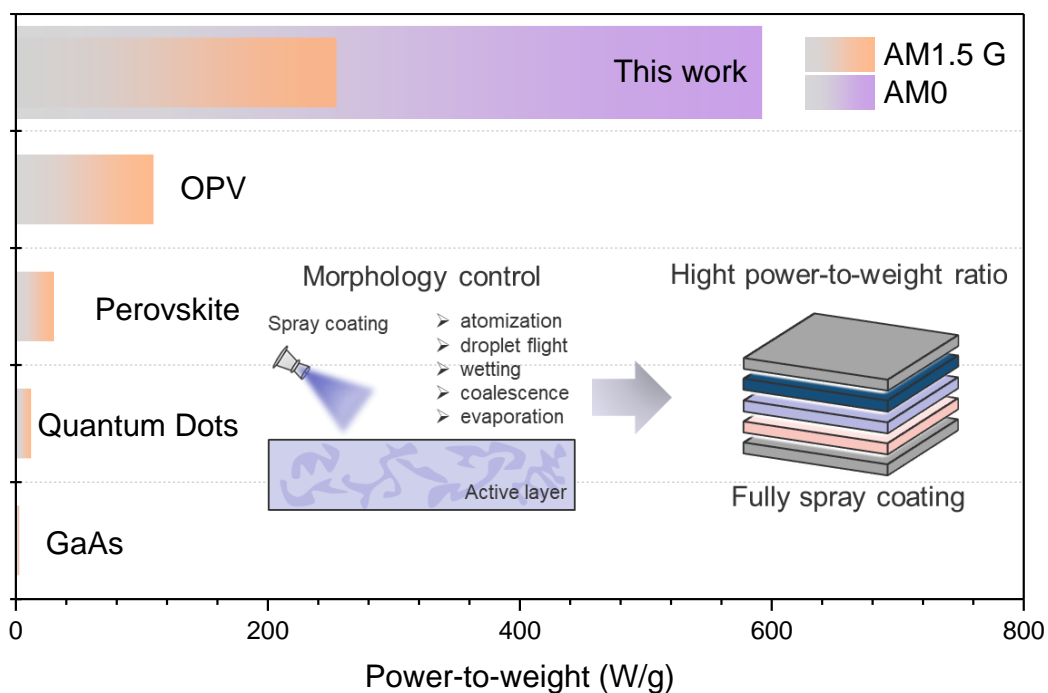 This work
AM1.5 G
AM0
OPV
Perovskite
Quantum Dots
GaAs
Morphology control
Spray coating
➢ atomization
➢ droplet flight
➢ wetting
➢ coalescence
➢ evaporation
Active layer
Hight power-to-weight ratio
Fully spray coating
0 200 400 600 800
Power-to-weight (W/g)